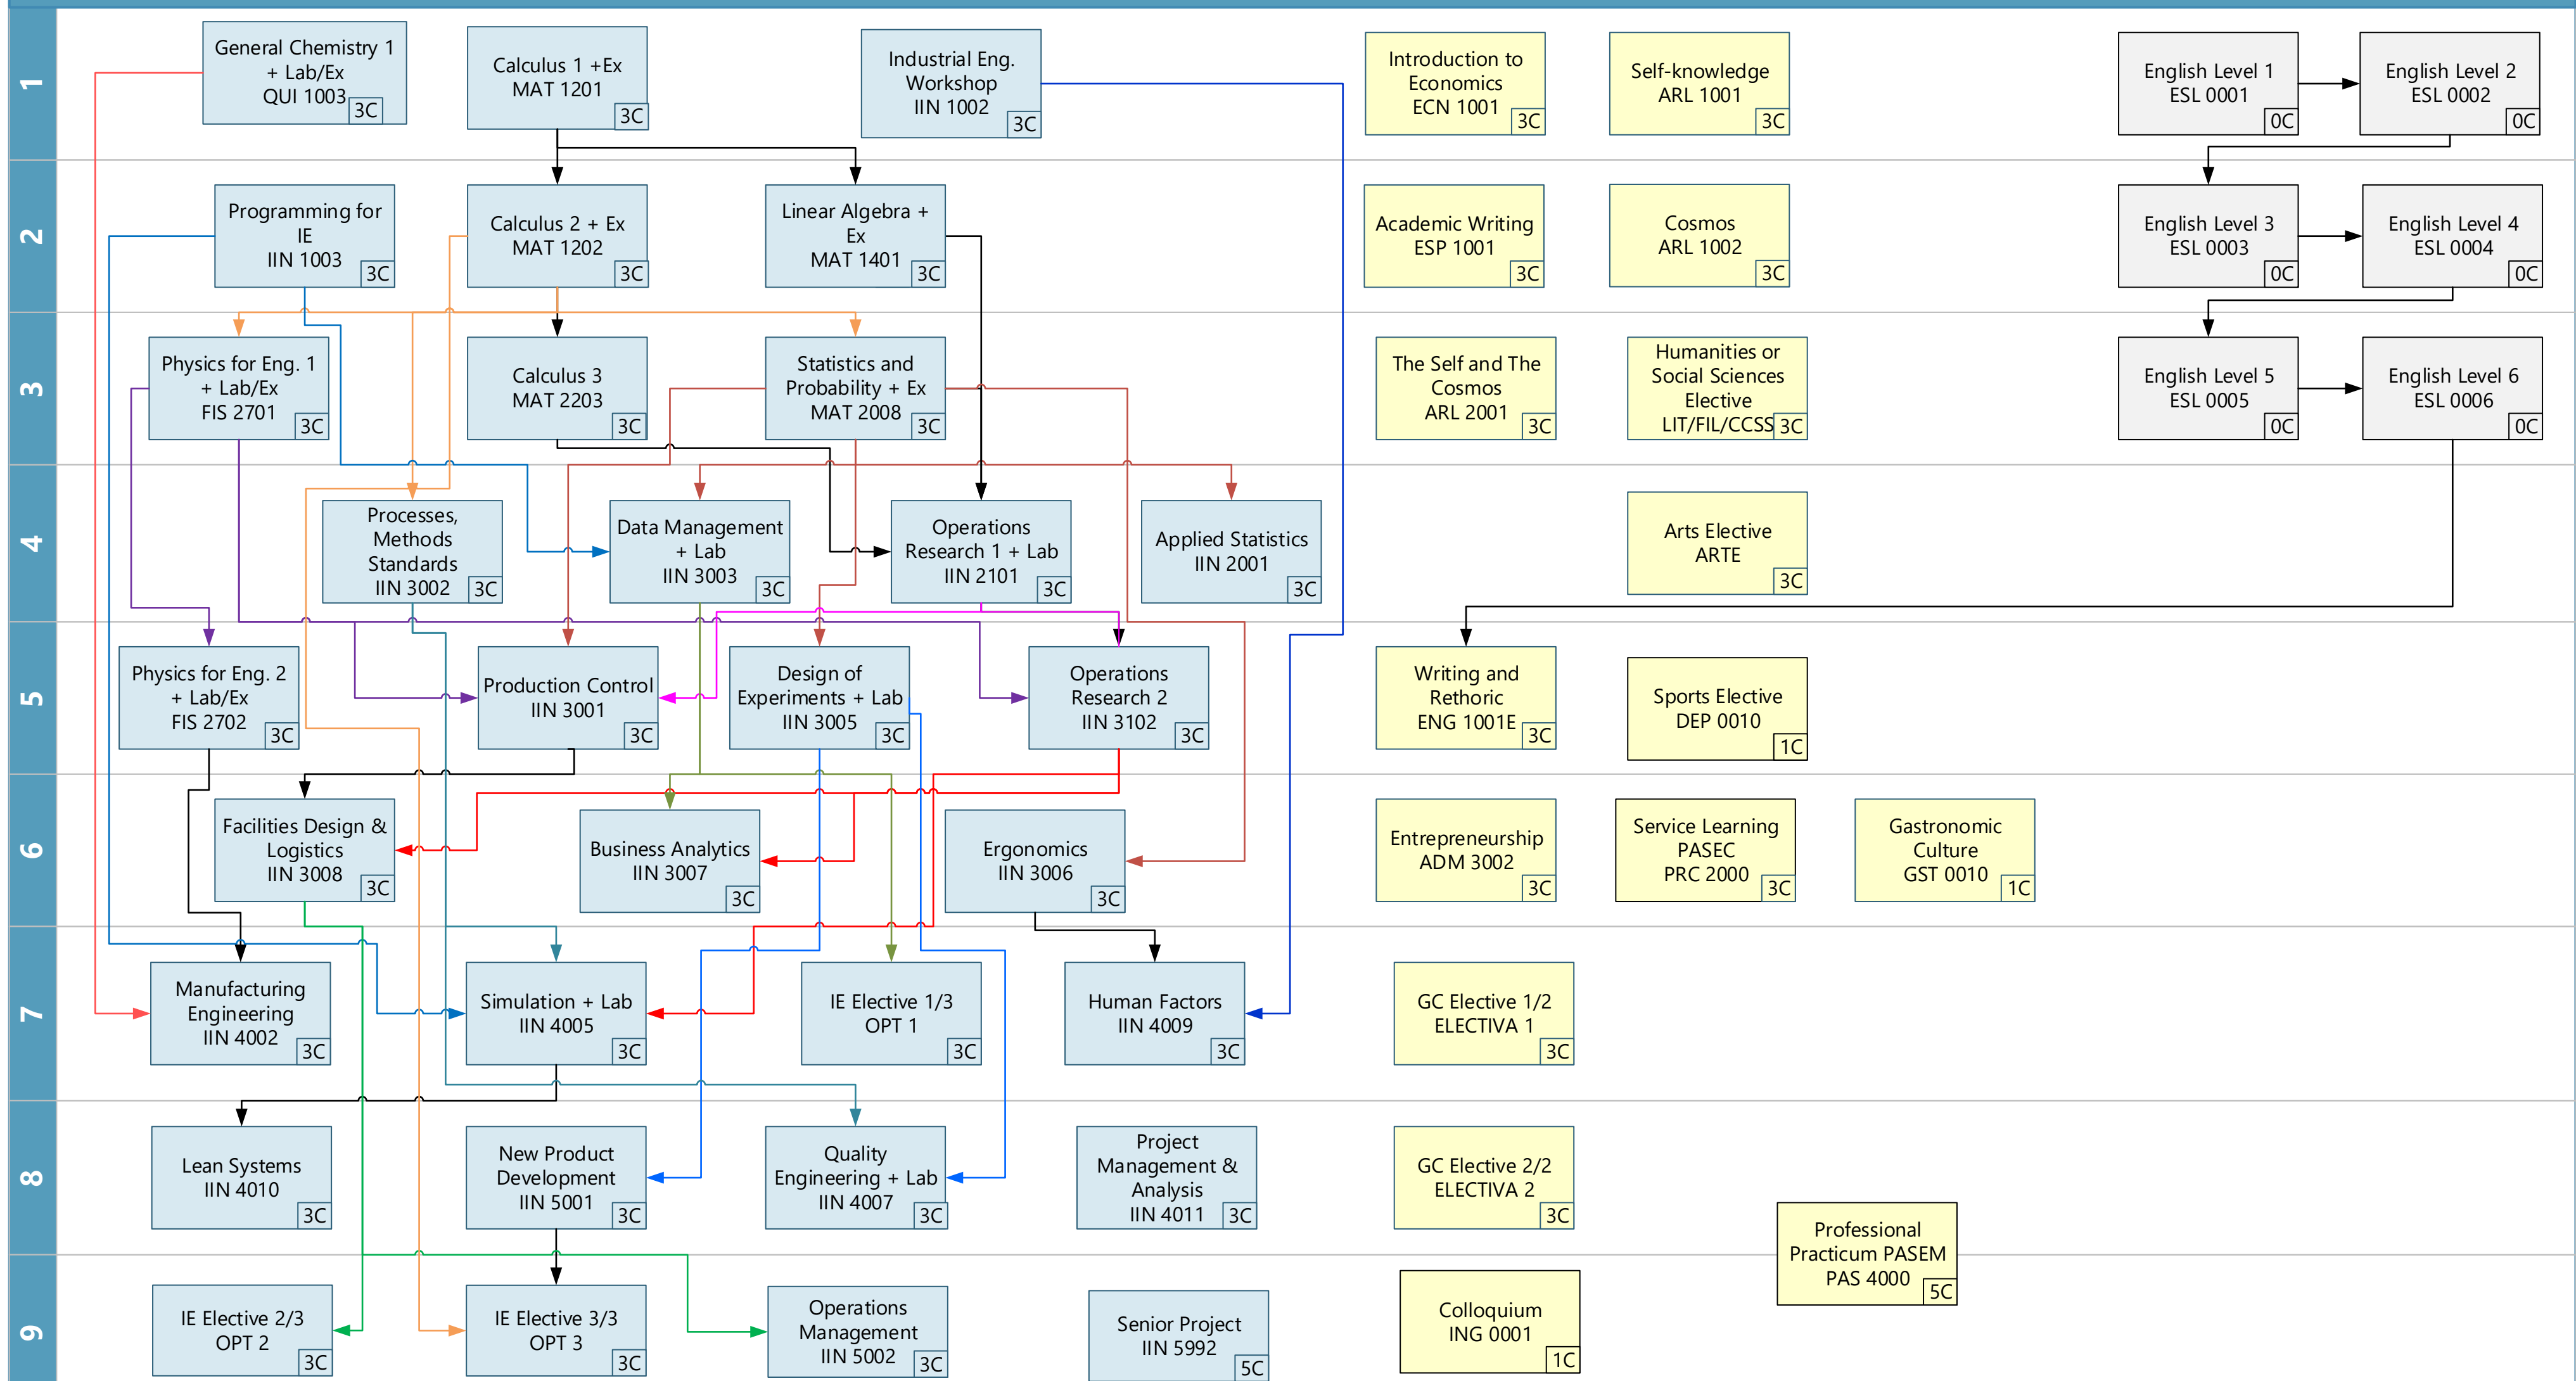 1
General Chemistry 1
+ Lab/Ex
QUI 1003
3C
Calculus 1 +Ex
MAT 1201
3C
Industrial Eng.
Workshop
IIN 1002
3C
Introduction to
Economics
ECN 1001
3C
Self-knowledge
ARL 1001
3C
English Level 1
ESL 0001
0C
English Level 2
ESL 0002
0C
2
Programming for
IE
IIN 1003
3C
Calculus 2 + Ex
MAT 1202
3C
Linear Algebra +
Ex
MAT 1401
3C
Academic Writing
ESP 1001
3C
Cosmos
ARL 1002
3C
English Level 3
ESL 0003
0C
English Level 4
ESL 0004
0C
3
Physics for Eng. 1
+ Lab/Ex
FIS 2701
3C
Calculus 3
MAT 2203
3C
Statistics and
Probability + Ex
MAT 2008
3C
The Self and The
Cosmos
ARL 2001
3C
Humanities or
Social Sciences
Elective
LIT/FIL/CCSS
3C
English Level 5
ESL 0005
0C
English Level 6
ESL 0006
0C
4
Processes,
Methods
Standards
IIN 3002
3C
Data Management
+ Lab
IIN 3003
3C
Operations
Research 1 + Lab
IIN 2101
3C
Applied Statistics
IIN 2001
3C
Arts Elective
ARTE
3C
5
Physics for Eng. 2
+ Lab/Ex
FIS 2702
3C
Production Control
IIN 3001
3C
Design of
Experiments + Lab
IIN 3005
3C
Operations
Research 2
IIN 3102
3C
Writing and
Rethoric
ENG 1001E
3C
Sports Elective
DEP 0010
1C
6
Facilities Design &
Logistics
IIN 3008
3C
Business Analytics
IIN 3007
3C
Ergonomics
IIN 3006
3C
Entrepreneurship
ADM 3002
3C
Service Learning
PASEC
PRC 2000
3C
Gastronomic
Culture
GST 0010
1C
7
Manufacturing
Engineering
IIN 4002
3C
Simulation + Lab
IIN 4005
3C
IE Elective 1/3
OPT 1
3C
Human Factors
IIN 4009
3C
GC Elective 1/2
ELECTIVA 1
3C
8
Lean Systems
IIN 4010
3C
New Product
Development
IIN 5001
3C
Quality
Engineering + Lab
IIN 4007
3C
Project
Management &
Analysis
IIN 4011
3C
GC Elective 2/2
ELECTIVA 2
3C
Professional
Practicum PASEM
PAS 4000
5C
9
IE Elective 2/3
OPT 2
3C
IE Elective 3/3
OPT 3
3C
Operations
Management
IIN 5002
3C
Senior Project
IIN 5992
5C
Colloquium
ING 0001
1C